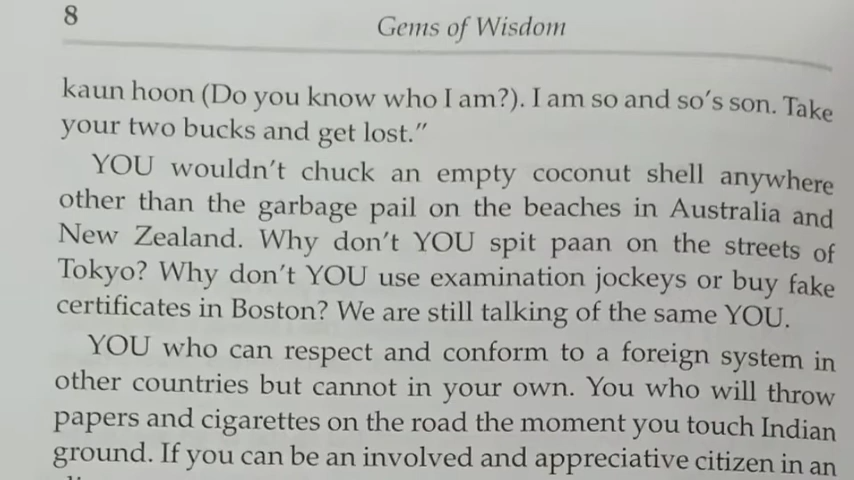 8
Gems of Wisdom
kaun hoon (Do you know who I am?). I am so and so's son. Take
your two bucks and get lost.”
YOU wouldn't chuck an empty coconut shell anywhere
other than the garbage pail on the beaches in Australia and
New Zealand. Why don't YOU spit paan on the streets of
Tokyo? Why don't YOU use examination jockeys or buy fake
certificates in Boston? We are still talking of the same YOU.
YOU who can respect and conform to a foreign system in
other countries but cannot in your own. You who will throw
papers and cigarettes on the road the moment you touch Indian
ground. If you can be an involved and appreciative citizen in an